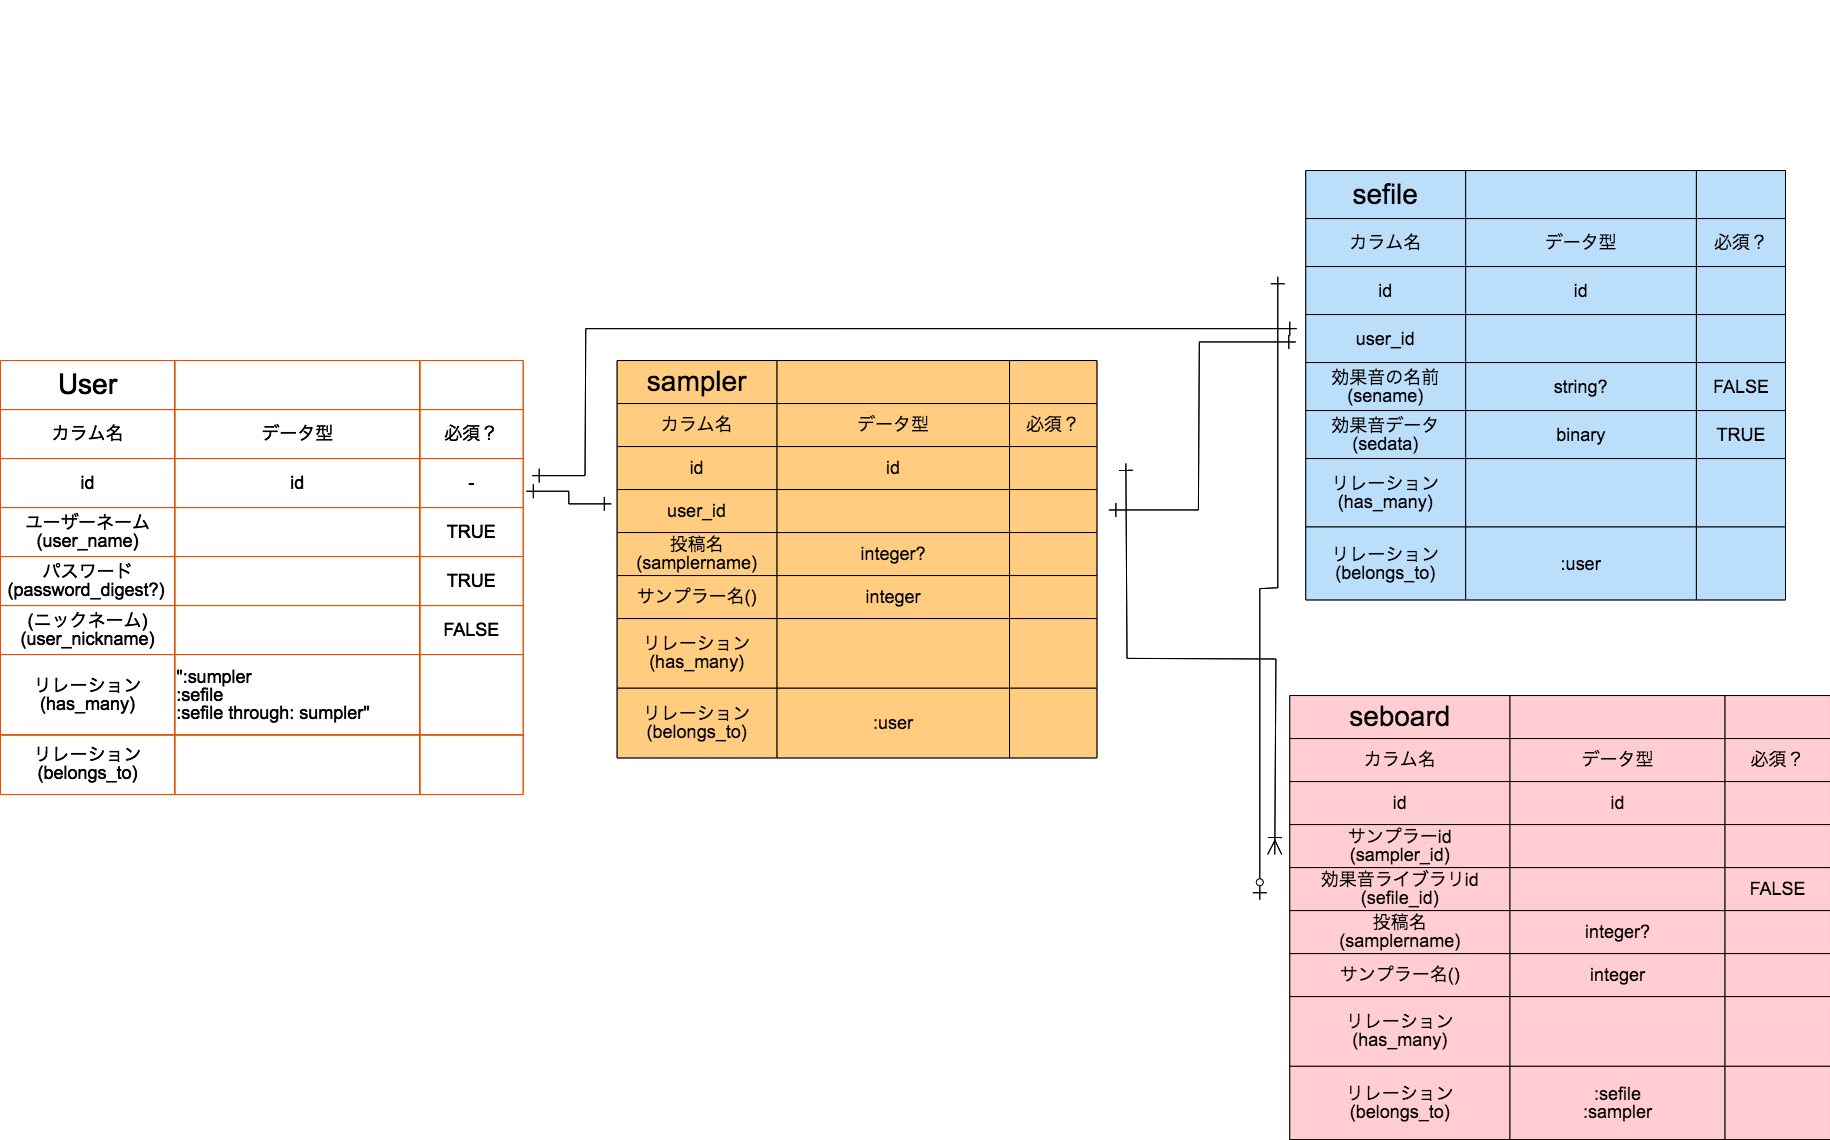 User
カラム名
データ型
必須？
id
id
-
ユーザーネーム
(user_name)
TRUE
パスワード
(password_digest?)
TRUE
(ニックネーム)
(user_nickname)
FALSE
リレーション
(has_many)
":sumpler
:sefile
:sefile through: sumpler"
リレーション
(belongs_to)
sampler
カラム名
データ型
必須？
id
id
user_id
投稿名
(samplername)
integer?
サンプラー名()
integer
リレーション
(has_many)
リレーション
(belongs_to)
:user
sefile
カラム名
データ型
必須？
id
id
user_id
効果音の名前
(sename)
string?
FALSE
効果音データ
(sedata)
binary
TRUE
リレーション
(has_many)
リレーション
(belongs_to)
:user
seboard
カラム名
データ型
必須？
id
id
サンプラーid
(sampler_id)
効果音ライブラリid
(sefile_id)
FALSE
投稿名
(samplername)
integer?
サンプラー名()
integer
リレーション
(has_many)
リレーション
(belongs_to)
:sefile
:sampler